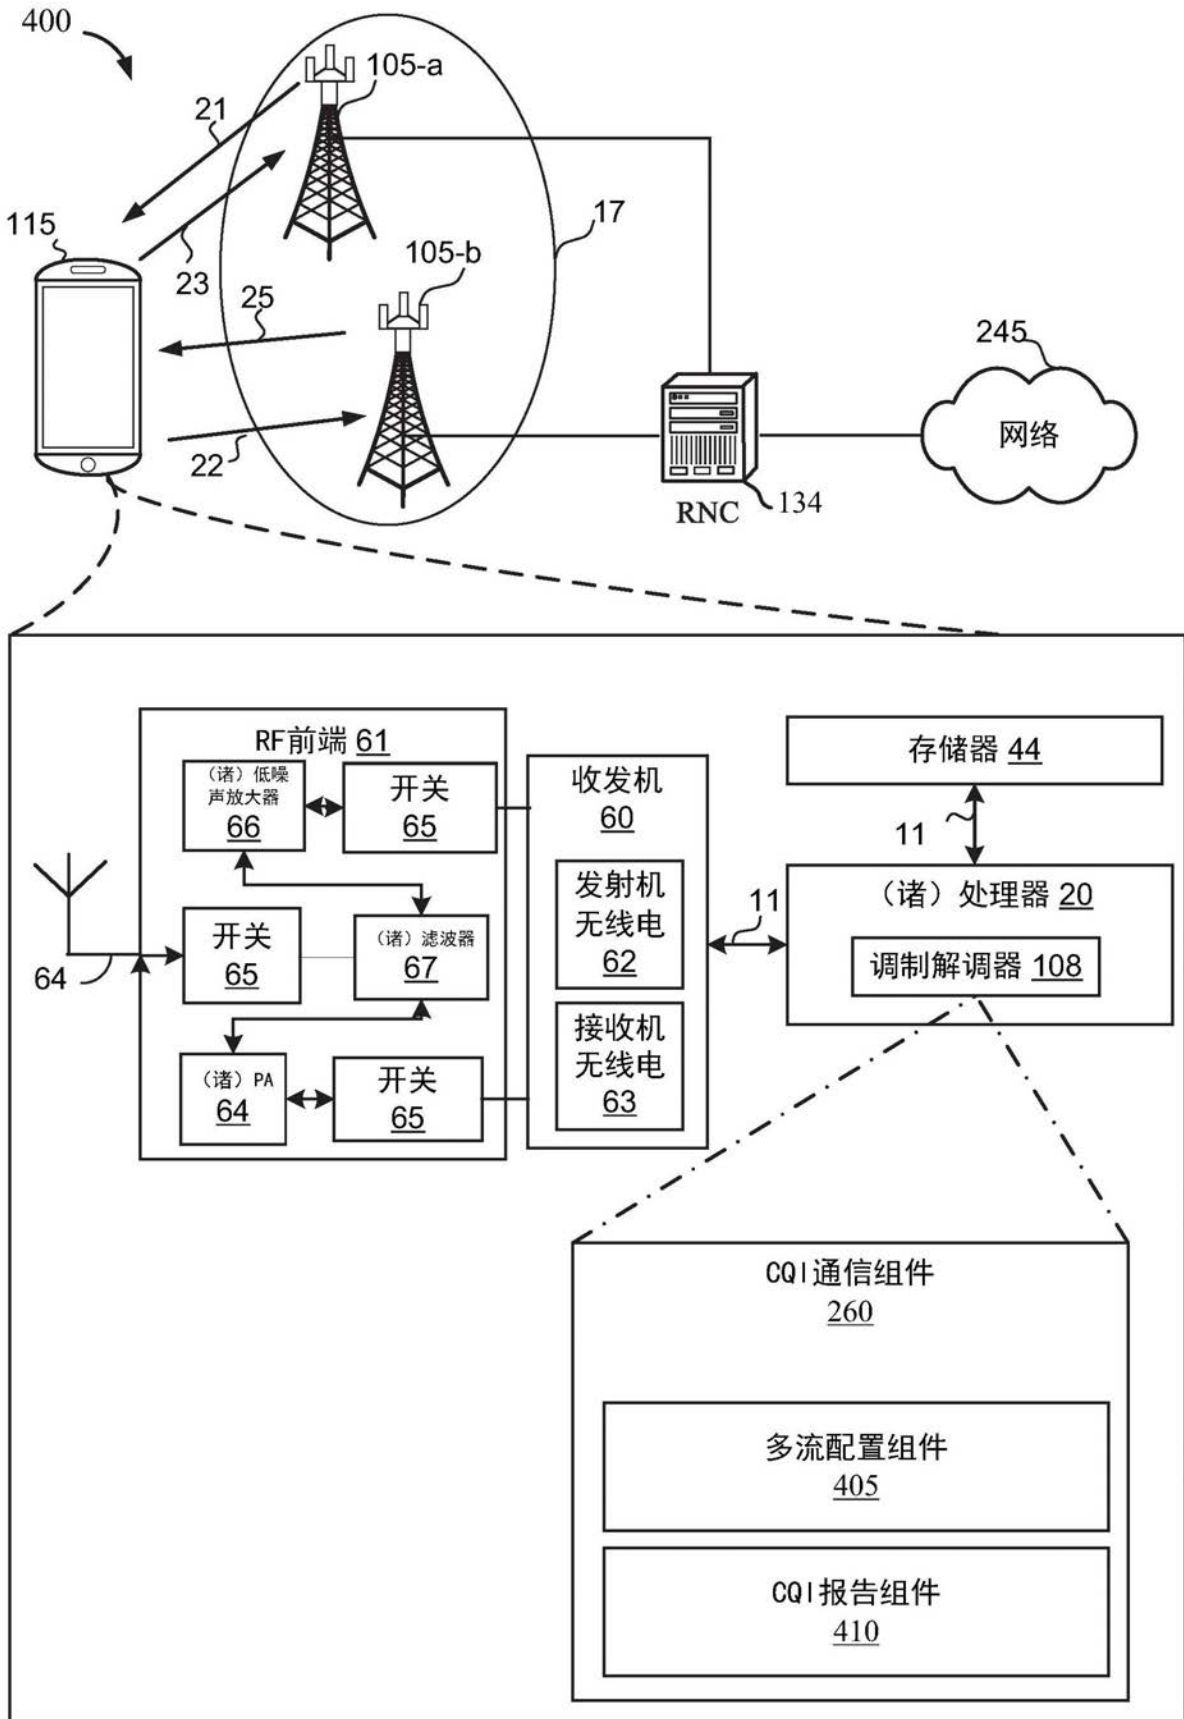 400
105-a
21
17
115
23
105-b
25
245
网络
22
RNC
134
RF前端 61
(诸) 低噪
声放大器
66
开关
65
收发机
60
存储器 44
11
发射机
无线电
62
11
(诸) 处理器 20
调制解调器 108
64
开关
65
(诸) 滤波器
67
接收机
无线电
63
(诸) PA
64
开关
65
CQI通信组件
260
多流配置组件
405
CQI报告组件
410